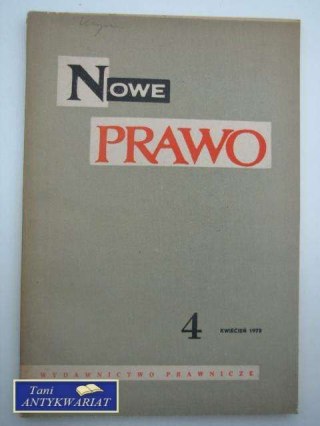 NOWE
PRAWO
4 KWIECIEŃ 1978
WYDAWNICTWO PRAWNICZE
Tani
ANTYKWARIAT